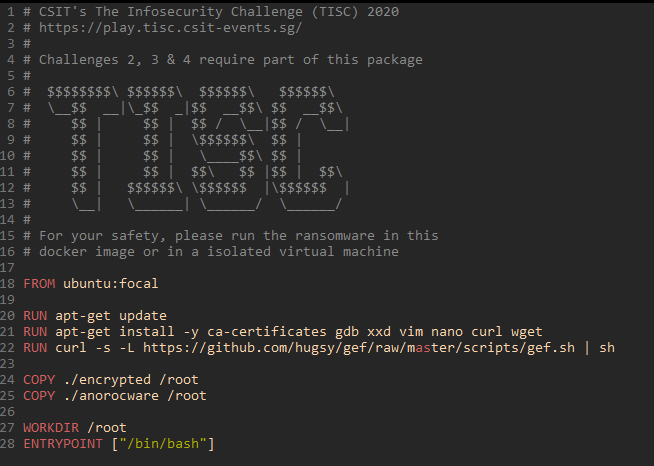 1 # CSIT's The Infosecurity Challenge (TISC) 2020
2 # https://play.tisc.csit-events.sg/
3 #
4 # Challenges 2, 3 & 4 require part of this package
5 #
6 #  $$$$$$$$\ $$$$$$\  $$$$$$\   $$$$$$\
7 #  \__$$  __|\_$$  _|$$  __$$\ $$  __$$\
8 #     $$ |     $$ |  $$ /  \__|$$ /  \__|
9 #     $$ |     $$ |  \$$$$$$\  $$ |
10 #     $$ |     $$ |   \____$$\ $$ |
11 #     $$ |     $$ |  $$\   $$ |$$ |  $$\
12 #     $$ |   $$$$$$\ \$$$$$$  |\$$$$$$  |
13 #     \__|   \______| \______/  \______/
14 #
15 # For your safety, please run the ransomware in this
16 # docker image or in a isolated virtual machine
17
18 FROM ubuntu:focal
19
20 RUN apt-get update
21 RUN apt-get install -y ca-certificates gdb xxd vim nano curl wget
22 RUN curl -s -L https://github.com/hugsy/gef/raw/master/scripts/gef.sh | sh
23
24 COPY ./encrypted /root
25 COPY ./anorocware /root
26
27 WORKDIR /root
28 ENTRYPOINT ["/bin/bash"]